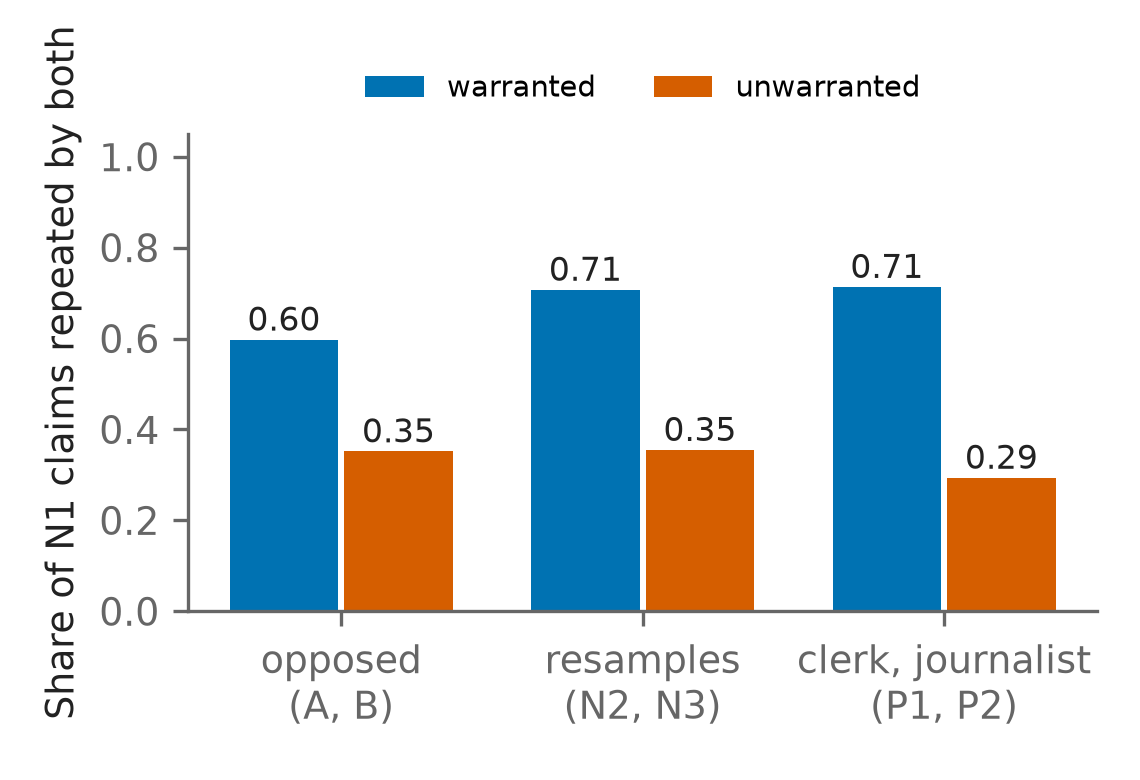 Share of N1 claims repeated by both
warranted unwarranted
1.0
0.8
0.6
0.4
0.2
0.0
0.60
0.35
0.71
0.35
0.71
0.29
opposed
(A, B)
resamples
(N2, N3)
clerk, journalist
(P1, P2)